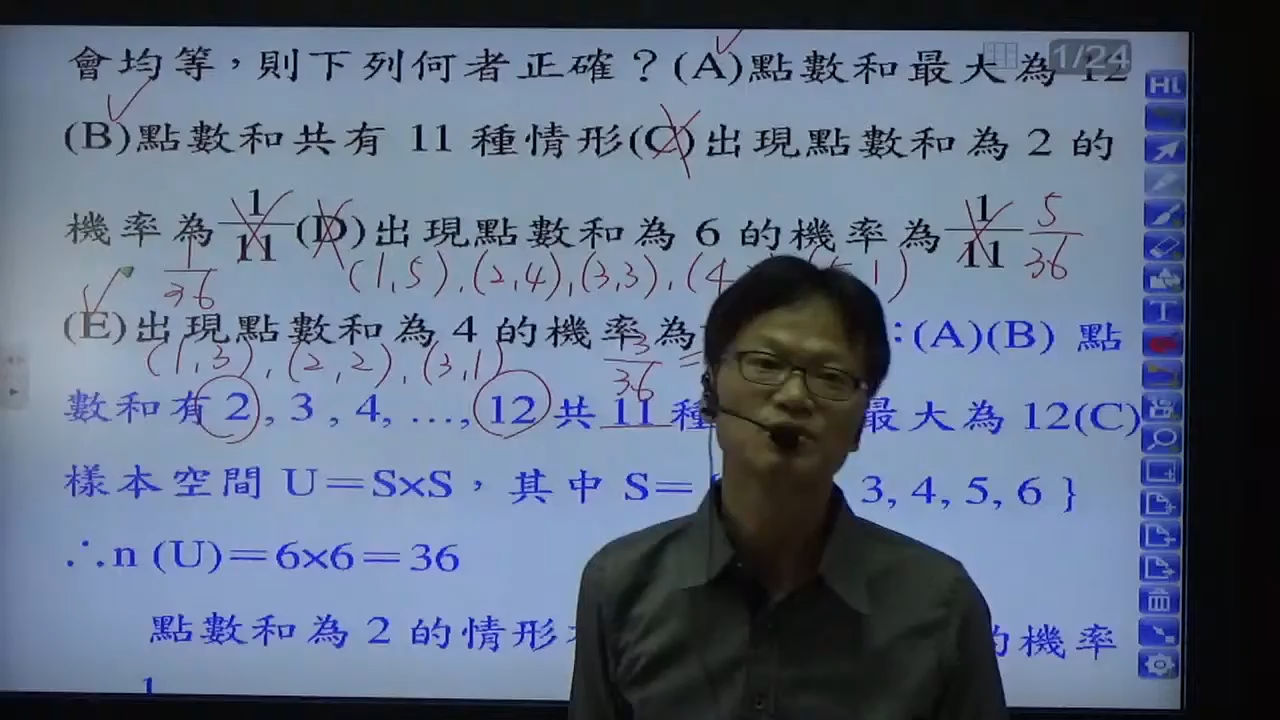 會均等，則下列何者正確？(A)點數和最大為 12
1/24
(B)點數和共有 11 種情形(C)出現點數和為 2 的
機率為 1/11 (D)出現點數和為 6 的機率為 1/11 5/36
1/36 (1,5),(2,4),(3,3),(4 1)
(E)出現點數和為 4 的機率為 :(A)(B) 點
(1,3),(2,2),(3,1) 3/36 =
數和有 2, 3, 4, …, 12 共 11 種 最大為 12(C)
樣本空間 U＝S×S，其中 S＝ 3, 4, 5, 6 }
∴n (U)＝6×6＝36
點數和為 2 的情形 的機率
1